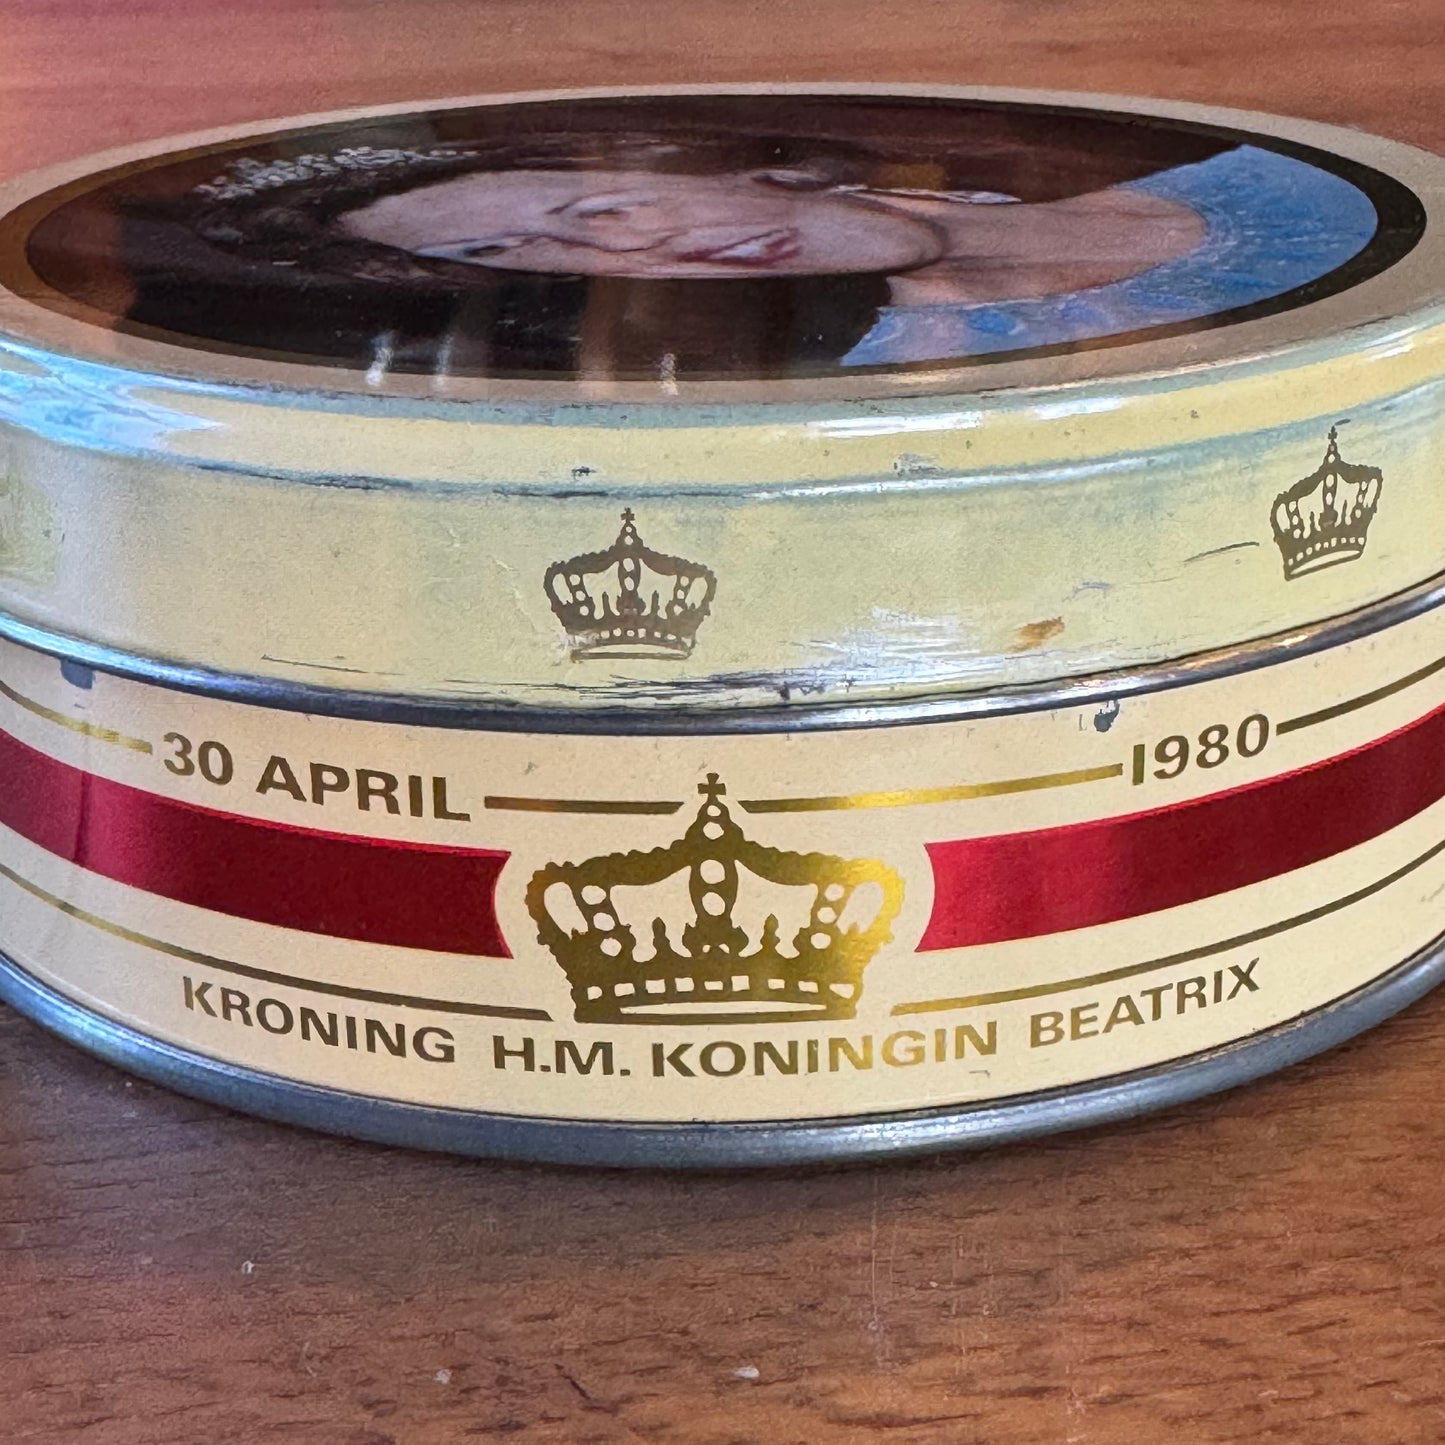 30 APRIL 1980
KRONING H.M. KONINGIN BEATRIX